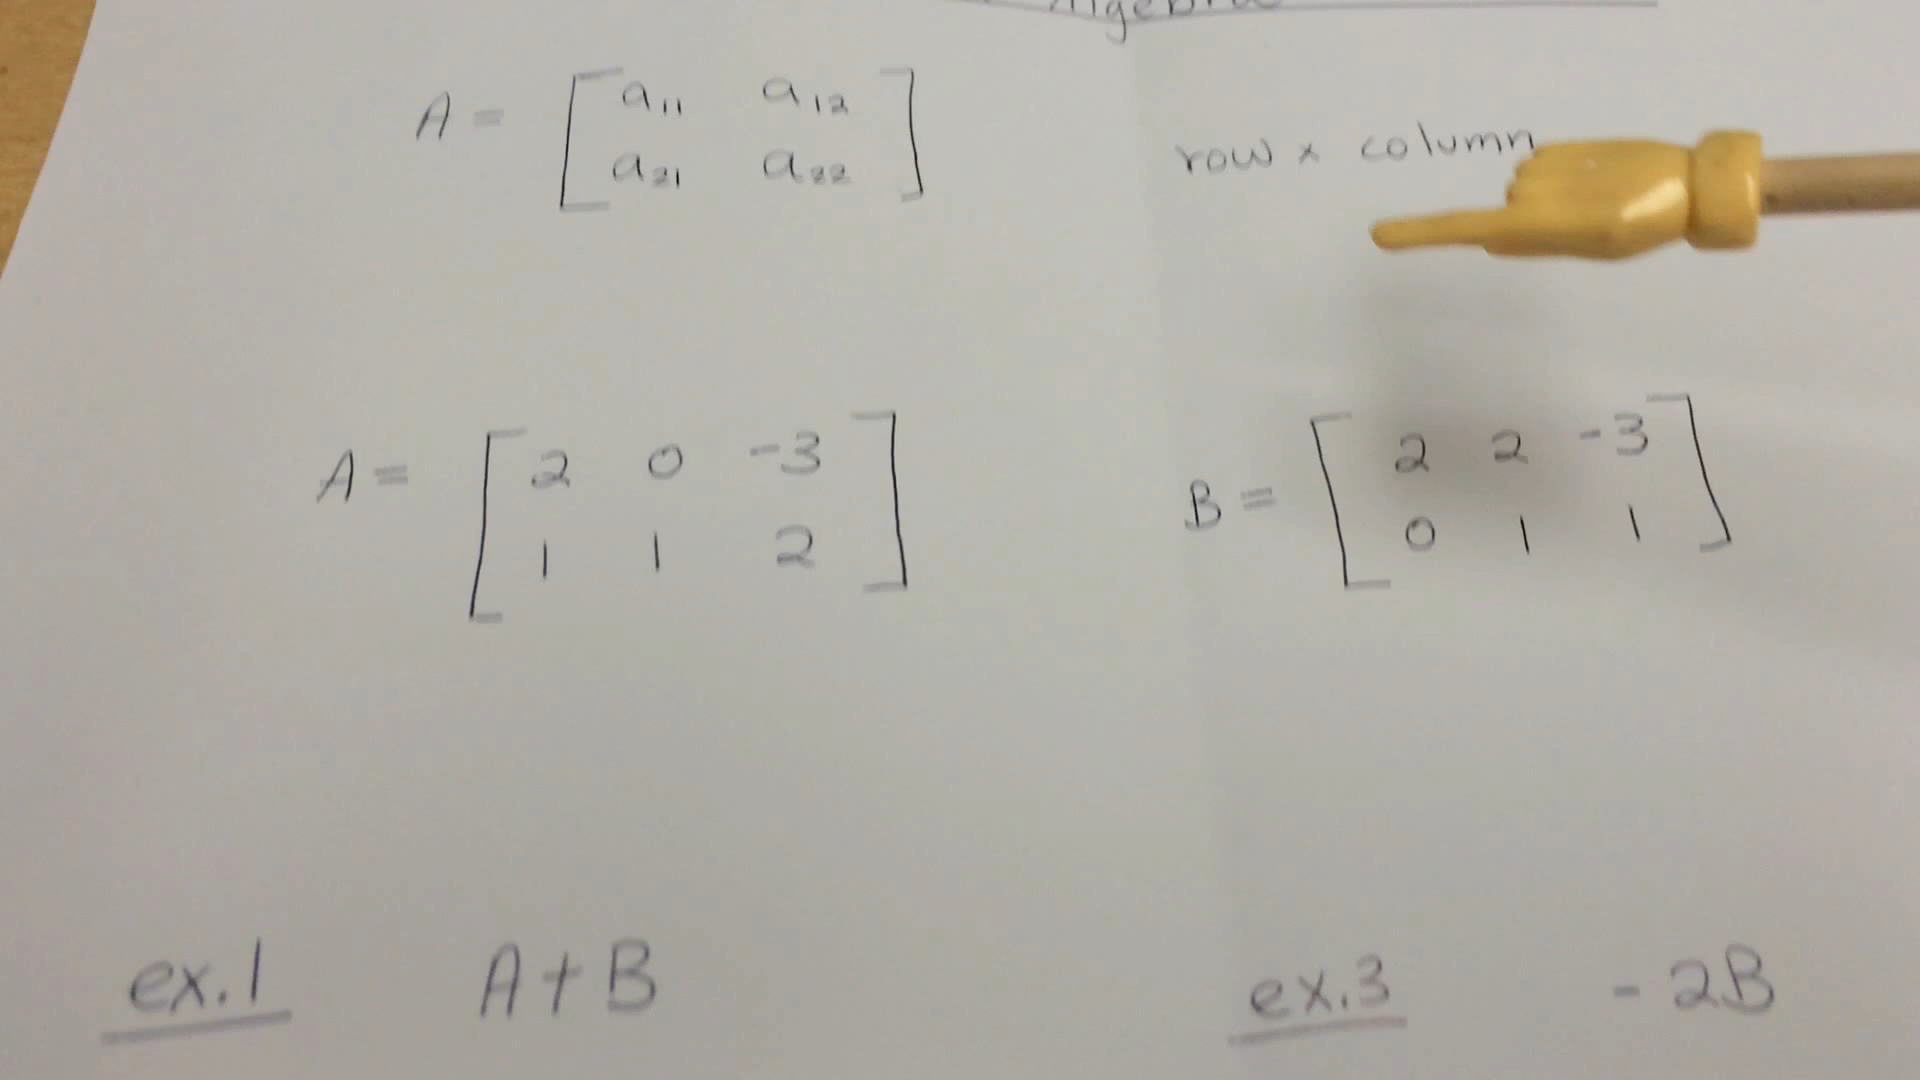 Algebra
A = [ a11 a12
a21 a22 ]
row x column
A = [ 2 0 -3
1 1 2 ]
B = [ 2 2 -3
0 1 1 ]
ex.1 A + B
ex.3 - 2B